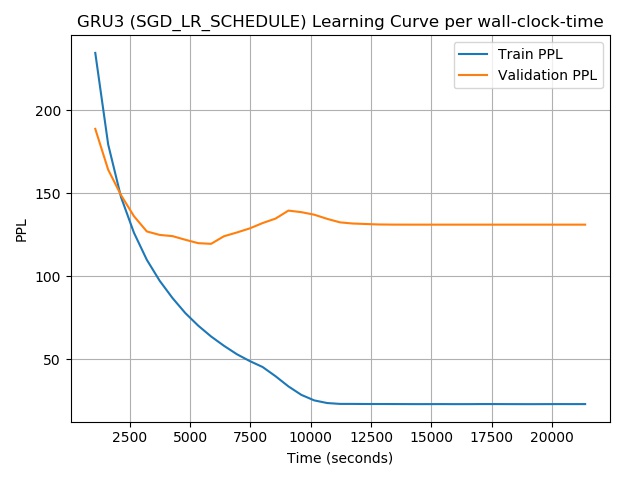 GRU3 (SGD_LR_SCHEDULE) Learning Curve per wall-clock-time
Train PPL
Validation PPL
200
150
100
50
PPL
2500 5000 7500 10000 12500 15000 17500 20000
Time (seconds)